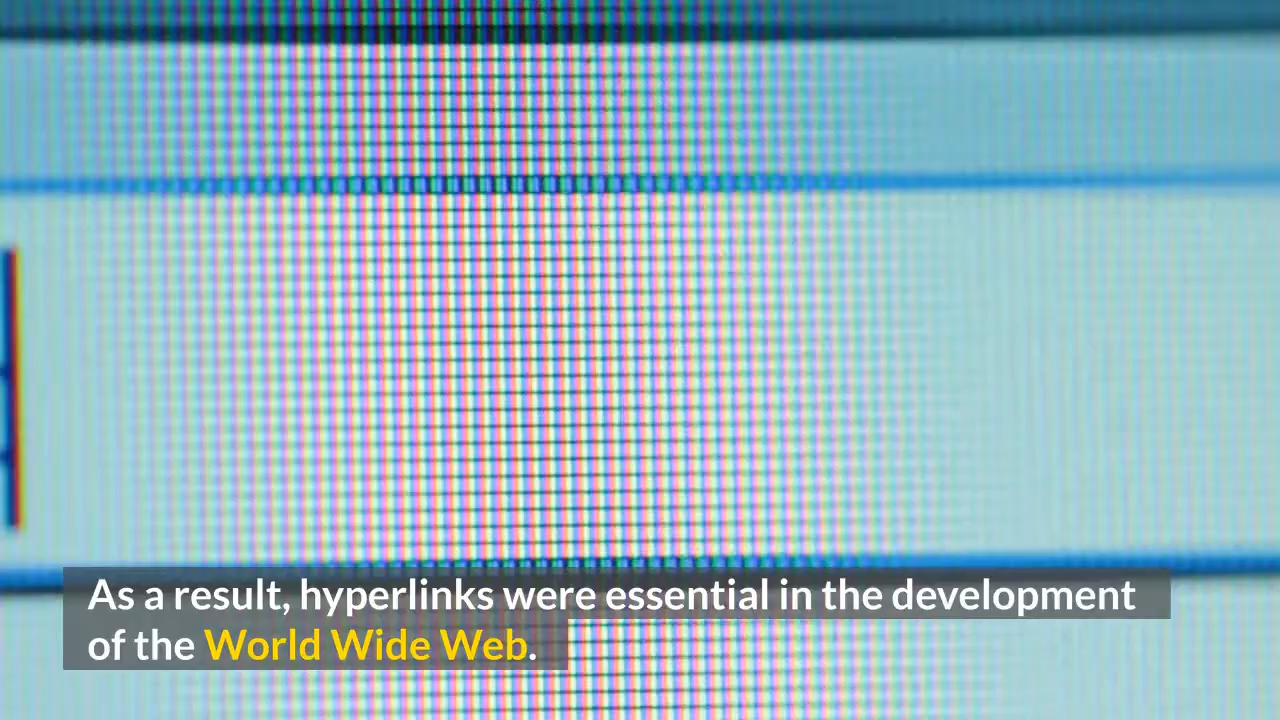 As a result, hyperlinks were essential in the development
of the World Wide Web.